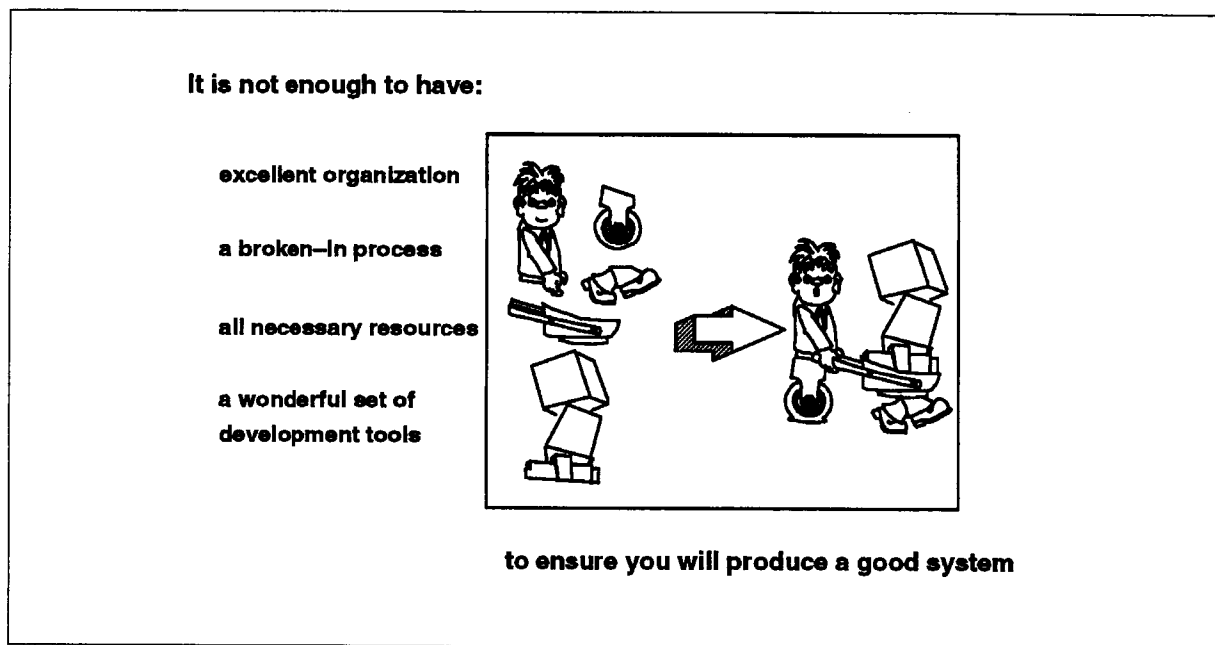 It is not enough to have:
excellent organization
a broken–in process
all necessary resources
a wonderful set of
development tools
to ensure you will produce a good system